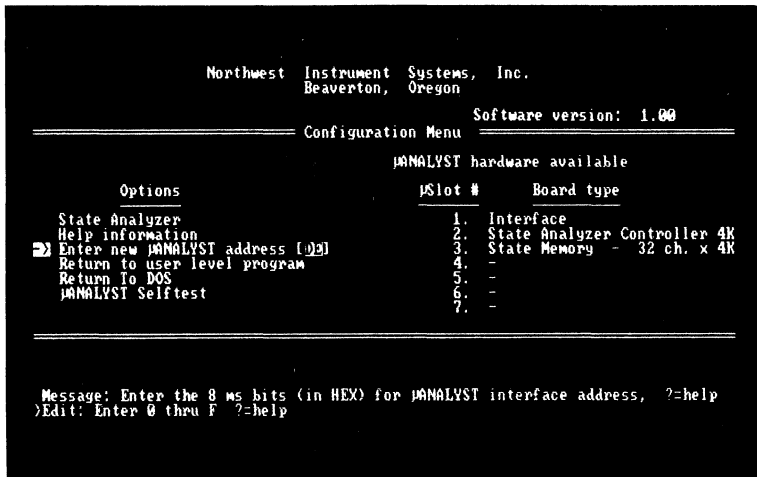 Northwest Instrument Systems, Inc.
Beaverton, Oregon
Software version: 1.00
Configuration Menu
µANALYST hardware available
Options
µSlot # Board type
State Analyzer
1. Interface
Help information
2. State Analyzer Controller 4K
Enter new µANALYST address
3. State Memory - 32 ch. x 4K
Return to user level program
4. -
Return To DOS
5. -
µANALYST Selftest
6. -
7. -
Message: Enter the 8 ms bits (in HEX) for µANALYST interface address, ?=help
>Edit: Enter 0 thru F ?=help